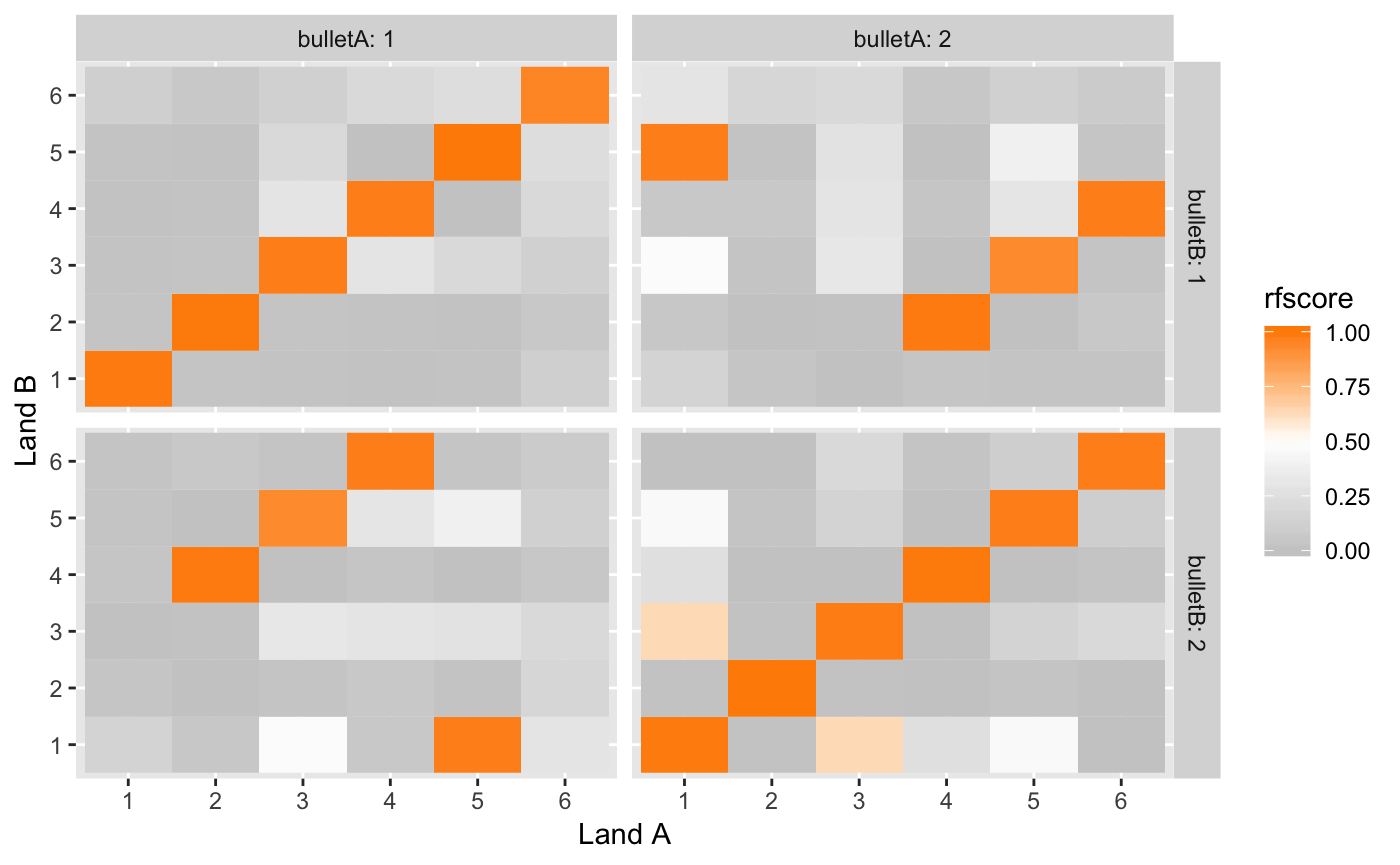 bulletA: 1
bulletA: 2
6
5
4
3
2
1
bulletB: 1
6
5
4
3
2
1
bulletB: 2
Land B
1 2 3 4 5 6
1 2 3 4 5 6
Land A
rfscore
1.00
0.75
0.50
0.25
0.00